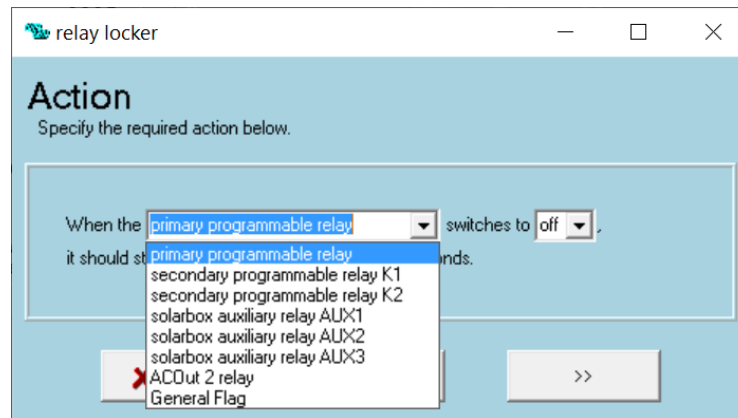 relay locker
Action
Specify the required action below.
When the primary programmable relay switches to off ,
it should st
primary programmable relay
nds.
secondary programmable relay K1
secondary programmable relay K2
solarbox auxiliary relay AUX1
solarbox auxiliary relay AUX2
solarbox auxiliary relay AUX3
ACOut 2 relay
General Flag
>>